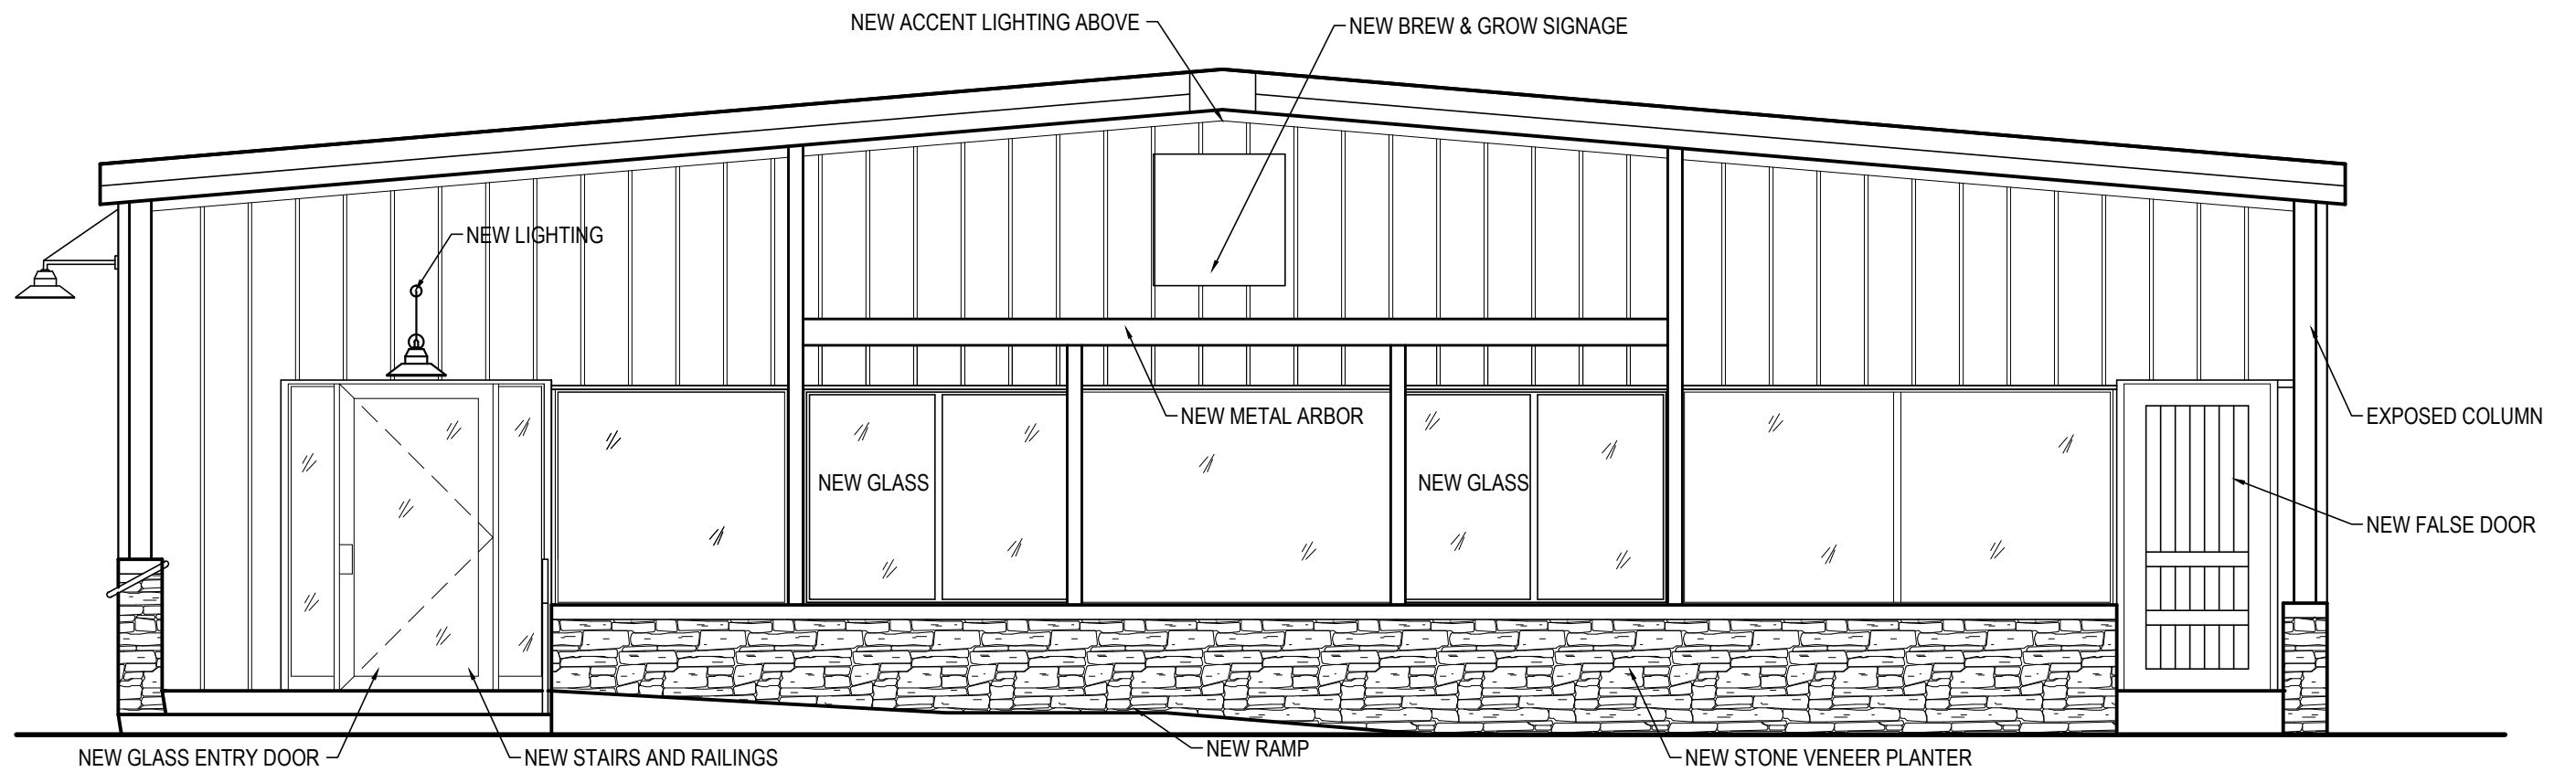 NEW ACCENT LIGHTING ABOVE
NEW BREW & GROW SIGNAGE
NEW LIGHTING
NEW METAL ARBOR
EXPOSED COLUMN
NEW GLASS
NEW GLASS
NEW FALSE DOOR
NEW GLASS ENTRY DOOR
NEW STAIRS AND RAILINGS
NEW RAMP
NEW STONE VENEER PLANTER